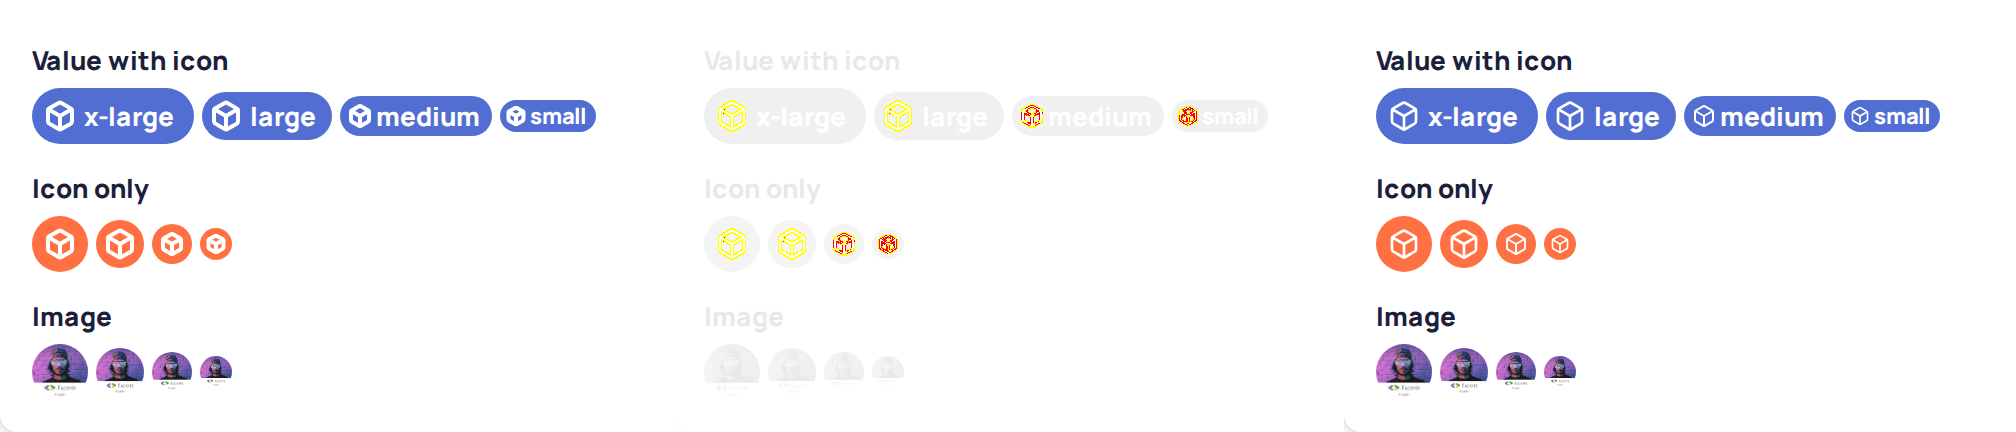 Value with icon
x-large large medium small
Icon only
Image
Value with icon
x-large large medium small
Icon only
Image
Value with icon
x-large large medium small
Icon only
Image